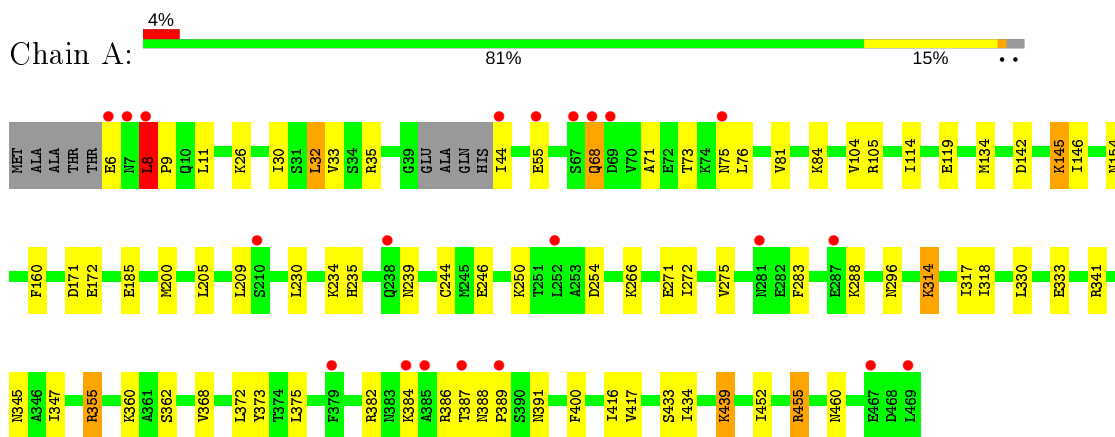 4%
Chain A:
81%
15%
MET ALA ALA THR THR E6 N7 L8 P9 Q10 L11 K26 I30 S31 L32 V33 S34 R35 G39 GLU ALA GLN HIS I44 E55 S67 Q68 D69 V70 A71 E72 T73 K74 N75 L76 V81 K84 V104 R105 I114 E119 M134 D142 K145 I146 N154
F160 D171 E172 E185 M200 L205 L209 S210 L230 K234 H235 Q238 N239 C244 M245 E246 K250 T251 L252 A253 D254 K266 E271 I272 V275 N281 E282 F283 E287 K288 N296 K314 I317 I318 L330 E333 R341
N345 A346 I347 R355 K360 A361 S362 V368 L372 Y373 T374 L375 F379 R382 N383 K384 A385 R386 T387 N388 P389 S390 N391 F400 I416 V417 S433 I434 K439 I452 R455 N460 E467 D468 L469